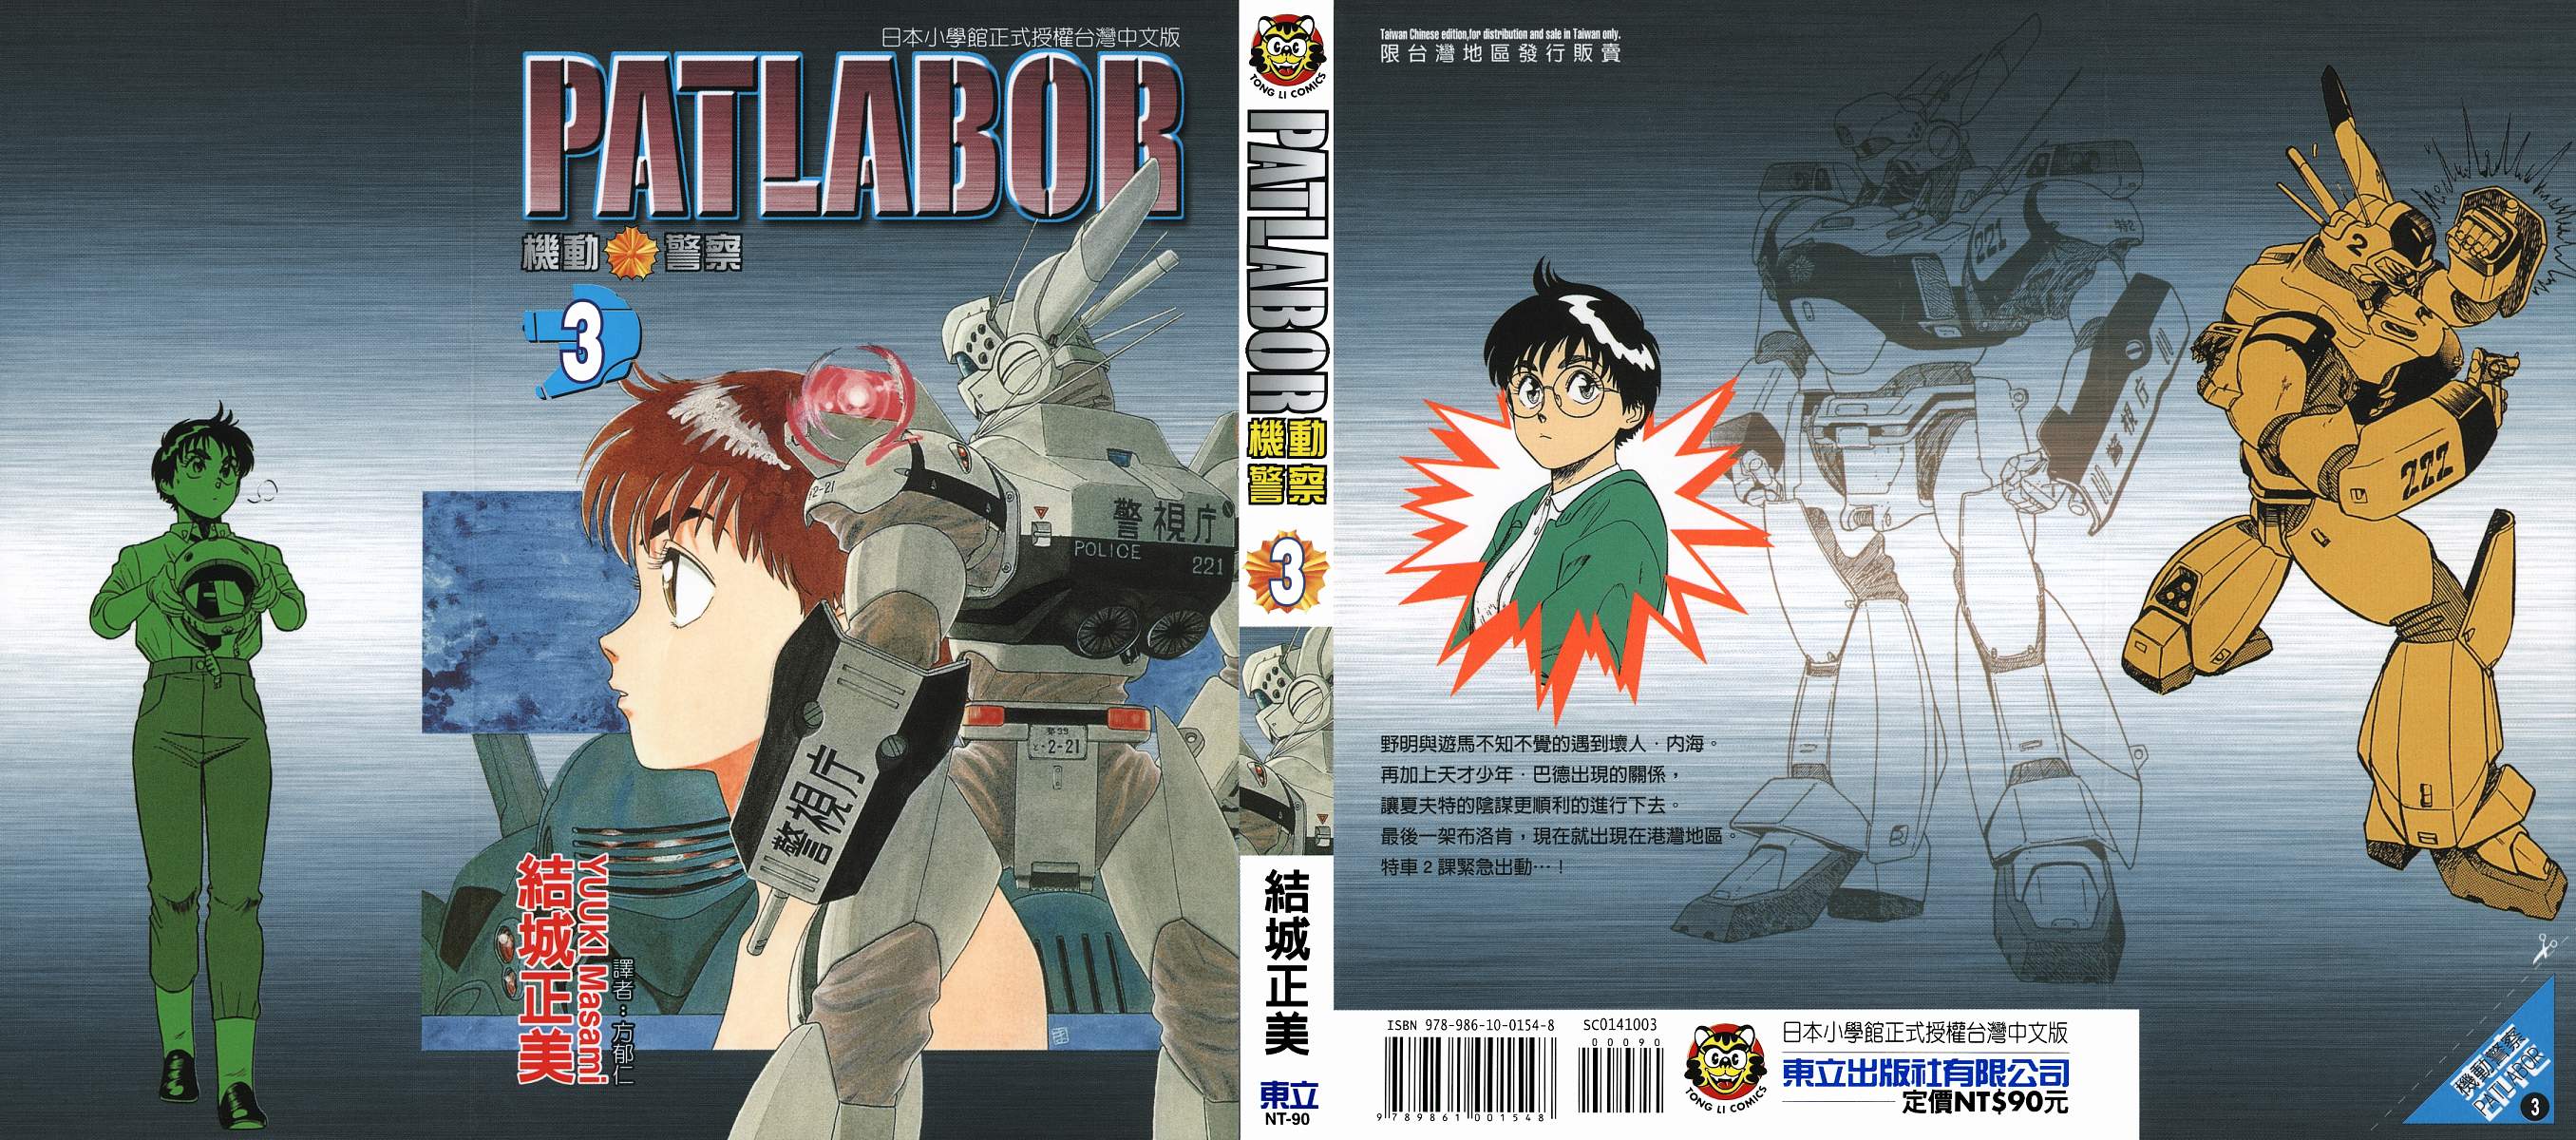 日本小學館正式授權台灣中文版
PATLABOR
機動警察
3
2-21
警視庁
POLICE
221
2-21
警視庁
YUUKI Masami
結城正美
譯者：方郁仁
TONG LI COMICS
PATLABOR
機動
警察
3
結城正美
東立
NT-90
Taiwan Chinese edition,for distribution and sale in Taiwan only.
限台灣地區發行販賣
221
警視庁
2
222
野明與遊馬不知不覺的遇到壞人．内海。
再加上天才少年．巴德出現的關係，
讓夏夫特的陰謀更順利的進行下去。
最後一架布洛肯，現在就出現在港灣地區。
特車2課緊急出動…！
ISBN 978-986-10-0154-8
9 789861 001548
SC0141003
00090
TONG LI COMICS
日本小學館正式授權台灣中文版
東立出版社有限公司
定價NT$90元
機動警察
PATLABOR
3